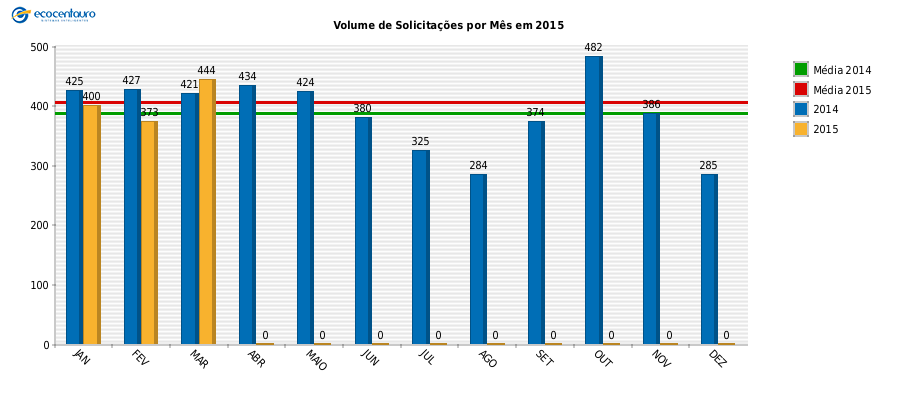 ecocentauro
Volume de Solicitações por Mês em 2015
500
400
300
200
100
0
425
400
427
373
421
444
434
0
424
0
380
0
325
0
284
0
374
0
482
0
386
0
285
0
JAN
FEV
MAR
ABR
MAIO
JUN
JUL
AGO
SET
OUT
NOV
DEZ
Média 2014
Média 2015
2014
2015